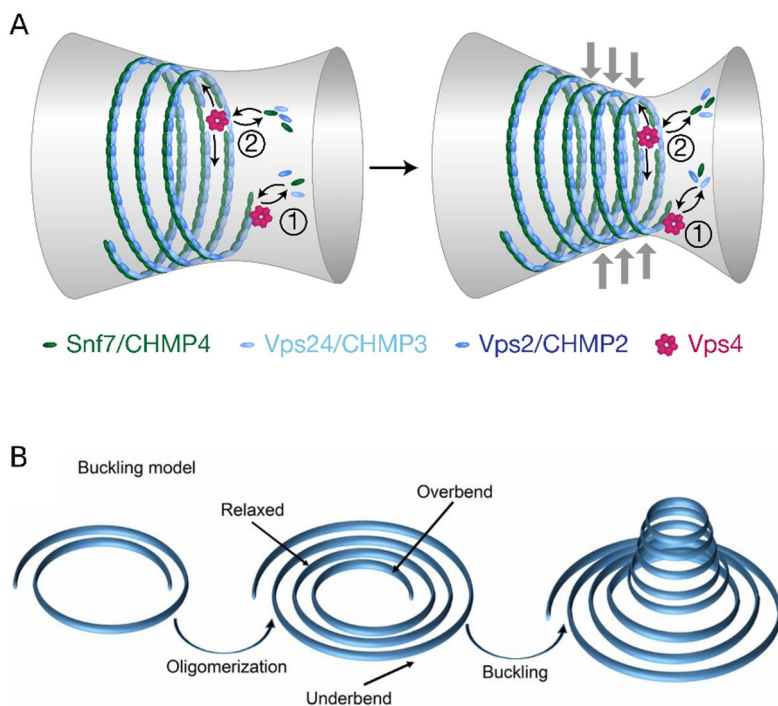 A
②
①
②
①
Snf7/CHMP4 Vps24/CHMP3 Vps2/CHMP2 Vps4
B
Buckling model
Relaxed
Overbend
Oligomerization
Underbend
Buckling